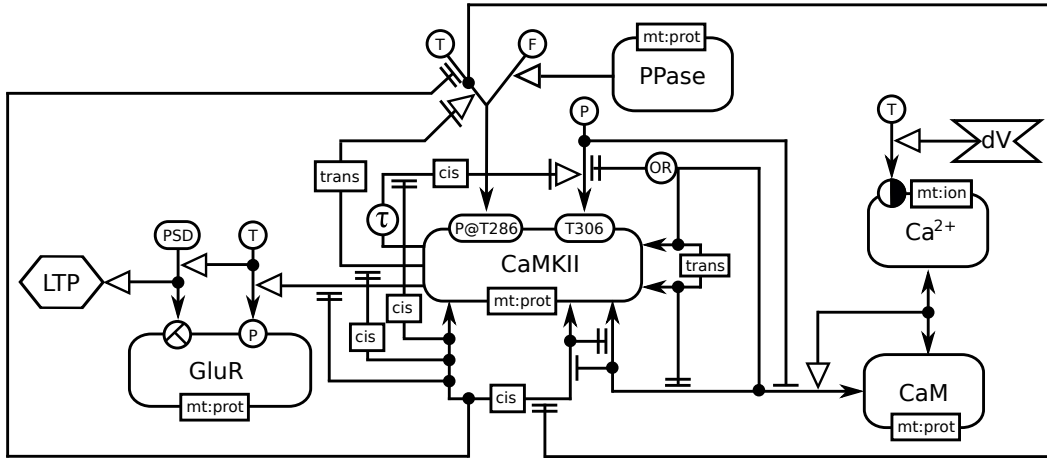 T
F
mt:prot
PPase
P
T
dV
mt:ion
Ca2+
trans
cis
OR
τ
P@T286
T306
CaMKII
mt:prot
trans
PSD
T
LTP
P
GluR
mt:prot
cis
cis
cis
CaM
mt:prot